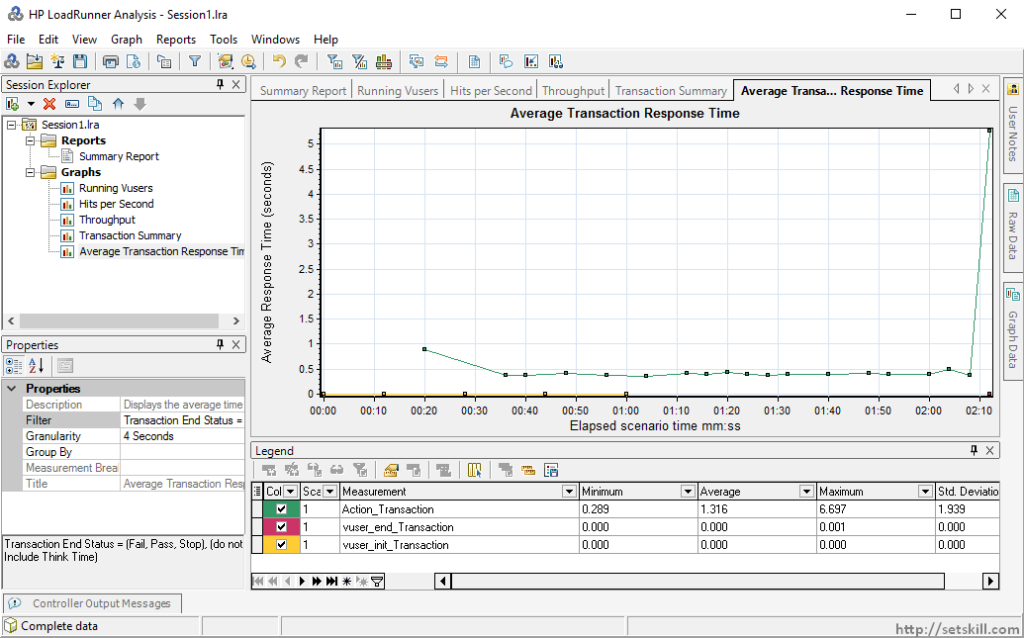 HP LoadRunner Analysis - Session1.lra
File Edit View Graph Reports Tools Windows Help
Session Explorer
Session1.lra
Reports
Summary Report
Graphs
Running Vusers
Hits per Second
Throughput
Transaction Summary
Average Transaction Response Tim
Properties
Properties
Description Displays the average time
Filter Transaction End Status =
Granularity 4 Seconds
Group By
Measurement Brea
Title Average Transaction Resp
Transaction End Status = (Fail, Pass, Stop), (do not
Include Think Time)
Summary Report Running Vusers Hits per Second Throughput Transaction Summary Average Transa... Response Time
Average Transaction Response Time
Average Response Time (seconds)
5
4.5
4
3.5
3
2.5
2
1.5
1
0.5
0
00:00 00:10 00:20 00:30 00:40 00:50 01:00 01:10 01:20 01:30 01:40 01:50 02:00 02:10
Elapsed scenario time mm:ss
User Notes
Raw Data
Graph Data
Legend
Col Sca Measurement Minimum Average Maximum Std. Deviatio
1 Action_Transaction 0.289 1.316 6.697 1.939
1 vuser_end_Transaction 0.000 0.000 0.001 0.000
1 vuser_init_Transaction 0.000 0.000 0.000 0.000
Controller Output Messages
Complete data
http://setskill.com